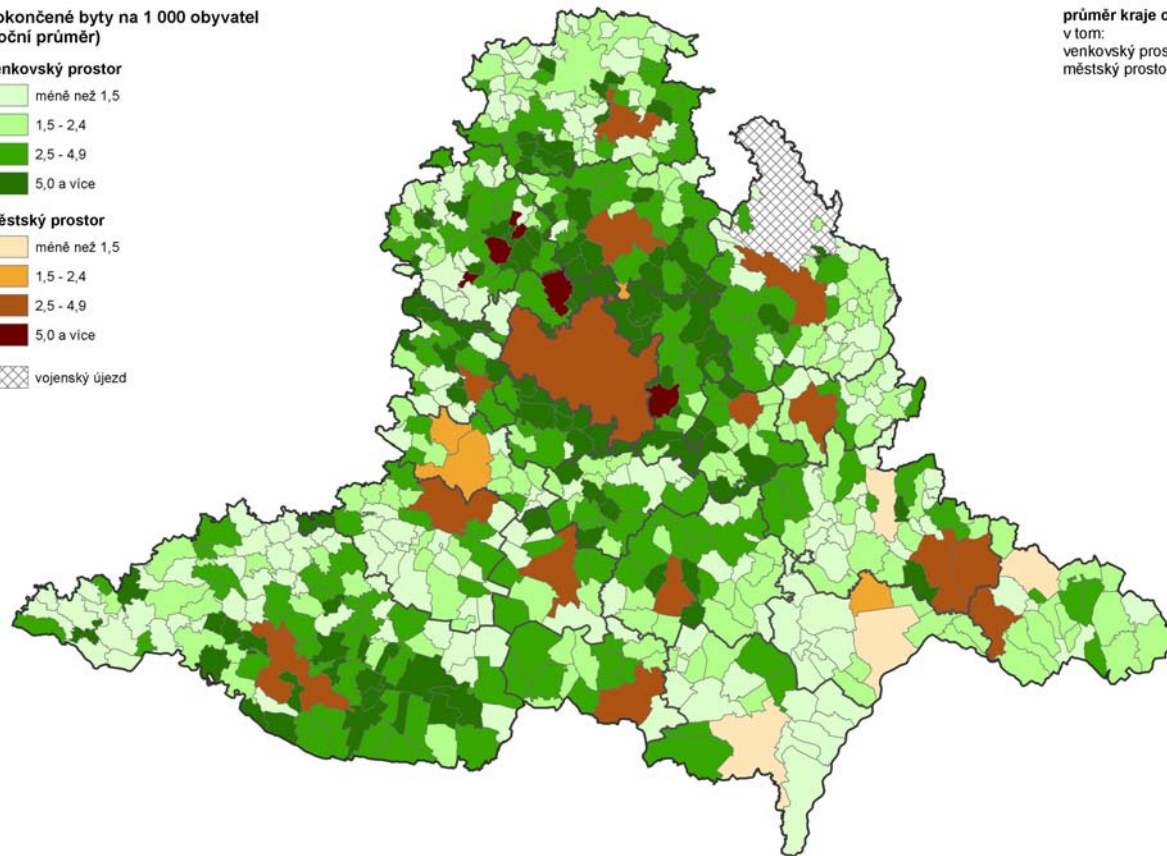 okončené byty na 1 000 obyvatel
oční průměr)
enkovský prostor
méně než 1,5
1,5 - 2,4
2,5 - 4,9
5,0 a více
ěstský prostor
méně než 1,5
1,5 - 2,4
2,5 - 4,9
5,0 a více
vojenský újezd
průměr kraje c
v tom:
venkovský pros
městský prosto